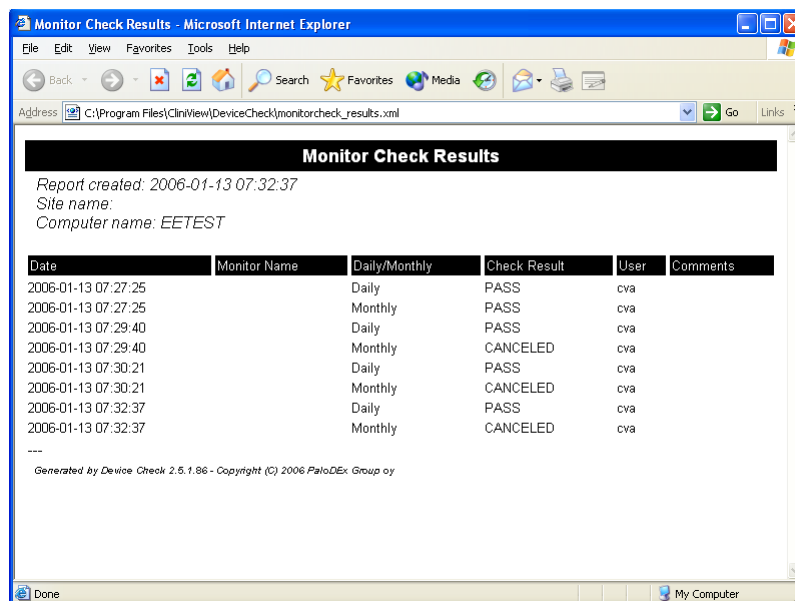 Monitor Check Results - Microsoft Internet Explorer
File Edit View Favorites Tools Help
Back Search Favorites Media
Address C:\Program Files\CliniView\DeviceCheck\monitorcheck_results.xml Go Links
Monitor Check Results
Report created: 2006-01-13 07:32:37
Site name:
Computer name: EETEST
Date Monitor Name Daily/Monthly Check Result User Comments
2006-01-13 07:27:25 Daily PASS cva
2006-01-13 07:27:25 Monthly PASS cva
2006-01-13 07:29:40 Daily PASS cva
2006-01-13 07:29:40 Monthly CANCELED cva
2006-01-13 07:30:21 Daily PASS cva
2006-01-13 07:30:21 Monthly CANCELED cva
2006-01-13 07:32:37 Daily PASS cva
2006-01-13 07:32:37 Monthly CANCELED cva
---
Generated by Device Check 2.5.1.86 - Copyright (C) 2006 PaloDEx Group oy
Done My Computer